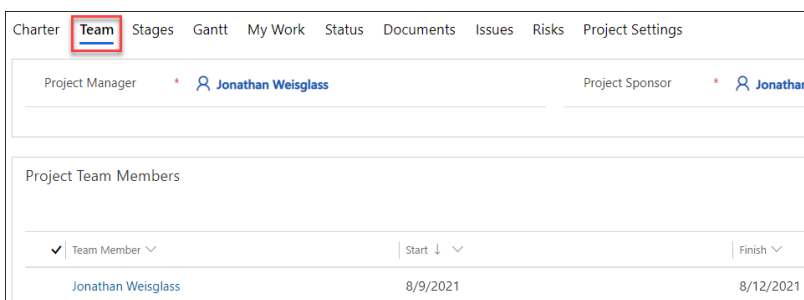 Charter Team Stages Gantt My Work Status Documents Issues Risks Project Settings
Project Manager * Jonathan Weisglass Project Sponsor *
Project Team Members
Team Member Start ↓ Finish
Jonathan Weisglass 8/9/2021 8/12/2021